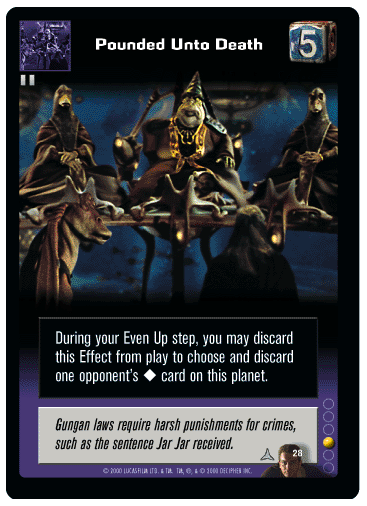 Pounded Unto Death
5
During your Even Up step, you may discard
this Effect from play to choose and discard
one opponent's ◆ card on this planet.
Gungan laws require harsh punishments for crimes,
such as the sentence Jar Jar received.
28
© 2000 LUCASFILM LTD. & TM. TM, ®, & © 2000 DECIPHER INC.